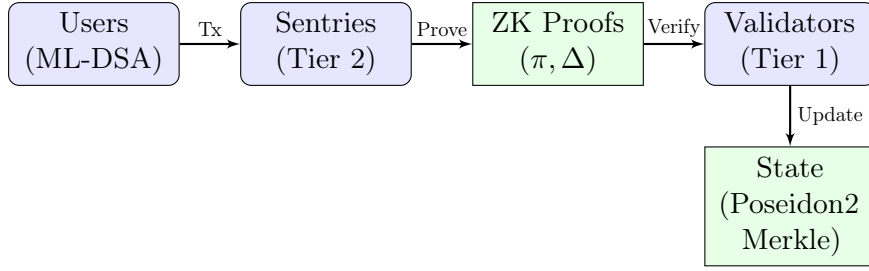 Users
(ML-DSA)
Tx
Sentries
(Tier 2)
Prove
ZK Proofs
(π, Δ)
Verify
Validators
(Tier 1)
Update
State
(Poseidon2
Merkle)